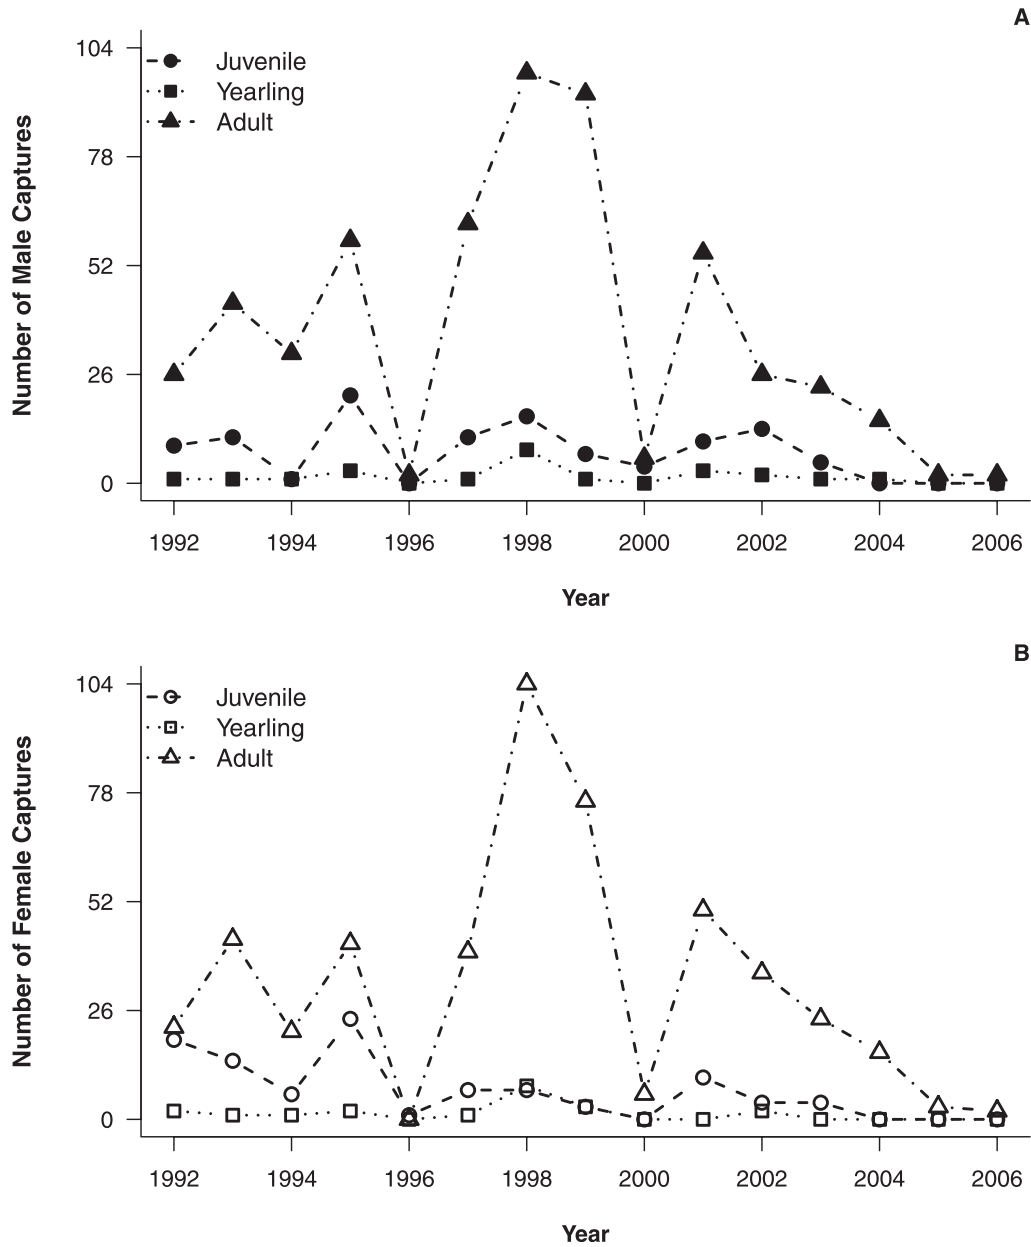 A
104
78
52
26
0
Number of Male Captures
Juvenile
Yearling
Adult
1992 1994 1996 1998 2000 2002 2004 2006
Year
B
104
78
52
26
0
Number of Female Captures
Juvenile
Yearling
Adult
1992 1994 1996 1998 2000 2002 2004 2006
Year